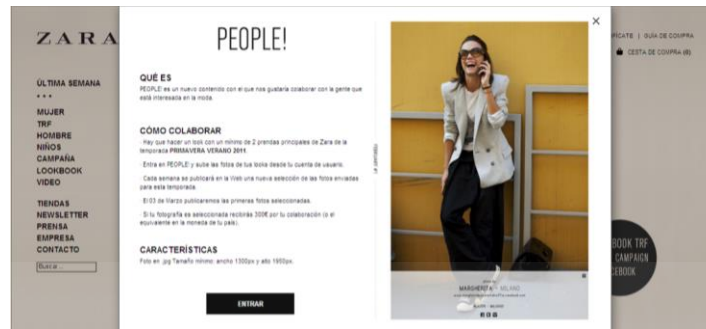 ZARA
ÚLTIMA SEMANA
MUJER
TRF
HOMBRE
NIÑOS
CAMPAÑA
LOOKBOOK
VIDEO
TIENDAS
NEWSLETTER
PRENSA
EMPRESA
CONTACTO
Buscar...
PEOPLE!
QUÉ ES
PEOPLE! es un nuevo contenido con el que nos gustaría colaborar con la gente que
está interesada en la moda.
CÓMO COLABORAR
· Hay que hacer un look con un mínimo de 2 prendas principales de Zara de la
temporada PRIMAVERA VERANO 2011.
· Entra en PEOPLE! y sube las fotos de tus looks desde tu cuenta de usuario.
· Cada semana se publicará en la Web una nueva selección de las fotos enviadas
para esta temporada.
· El 03 de Marzo publicaremos las primeras fotos seleccionadas.
· Si tu fotografía es seleccionada recibirás 300€ por tu colaboración (o el
equivalente en la moneda de tu país).
CARACTERÍSTICAS
Foto en .jpg Tamaño mínimo: ancho 1300px y alto 1900px.
ENTRAR
MARGHERITA - MILANO
GUÍA DE COMPRA
CESTA DE COMPRA (0)
BOOK TRF
CAMPAIGN
CEBOOK